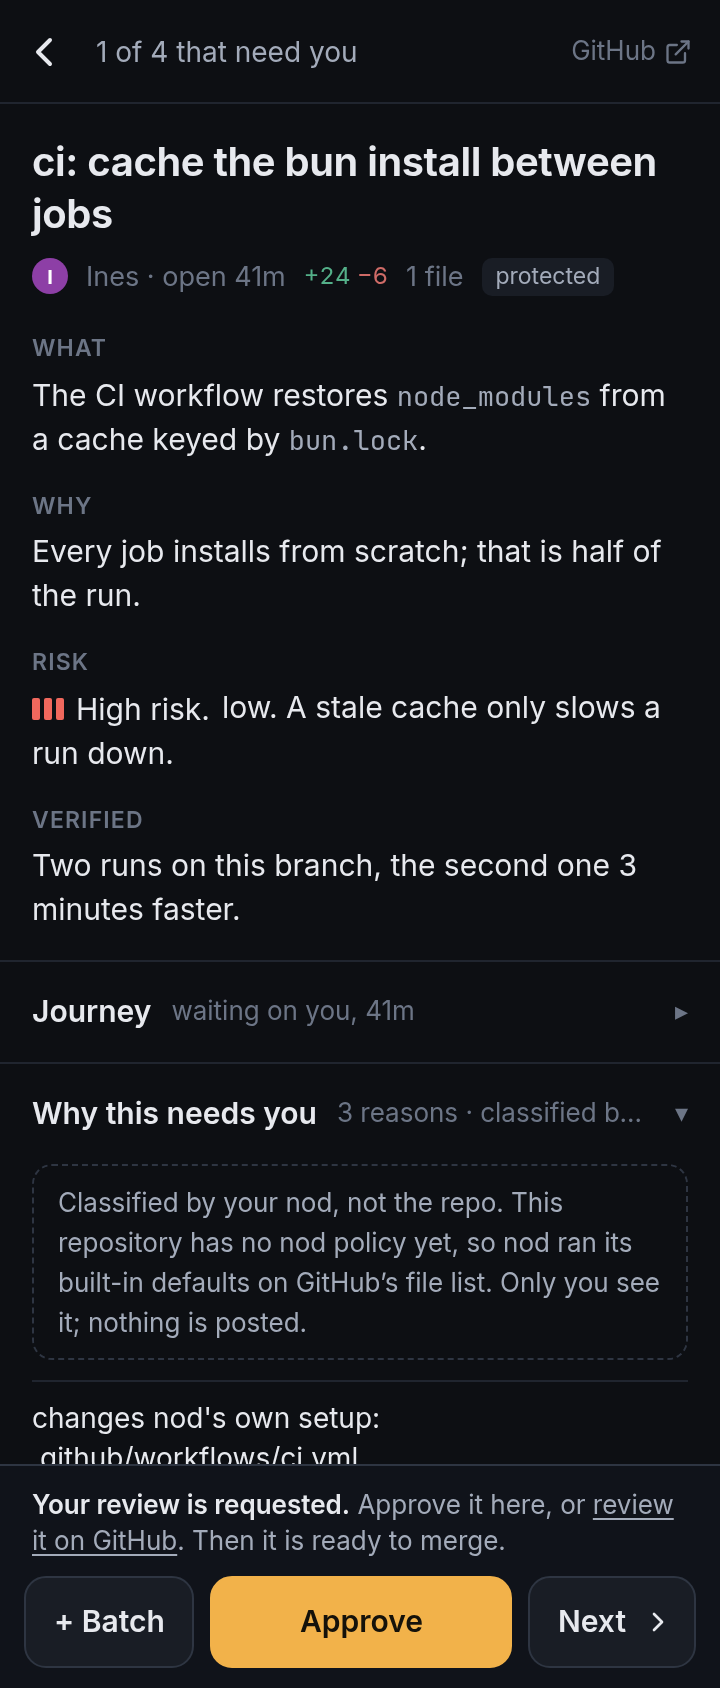 1 of 4 that need you
GitHub
ci: cache the bun install between
jobs
I Ines · open 41m +24 −6 1 file protected
WHAT
The CI workflow restores node_modules from
a cache keyed by bun.lock.
WHY
Every job installs from scratch; that is half of
the run.
RISK
High risk. low. A stale cache only slows a
run down.
VERIFIED
Two runs on this branch, the second one 3
minutes faster.
Journey waiting on you, 41m
Why this needs you 3 reasons · classified b…
Classified by your nod, not the repo. This
repository has no nod policy yet, so nod ran its
built-in defaults on GitHub’s file list. Only you see
it; nothing is posted.
changes nod's own setup:
.github/workflows/ci.yml
Your review is requested. Approve it here, or review
it on GitHub. Then it is ready to merge.
+ Batch
Approve
Next